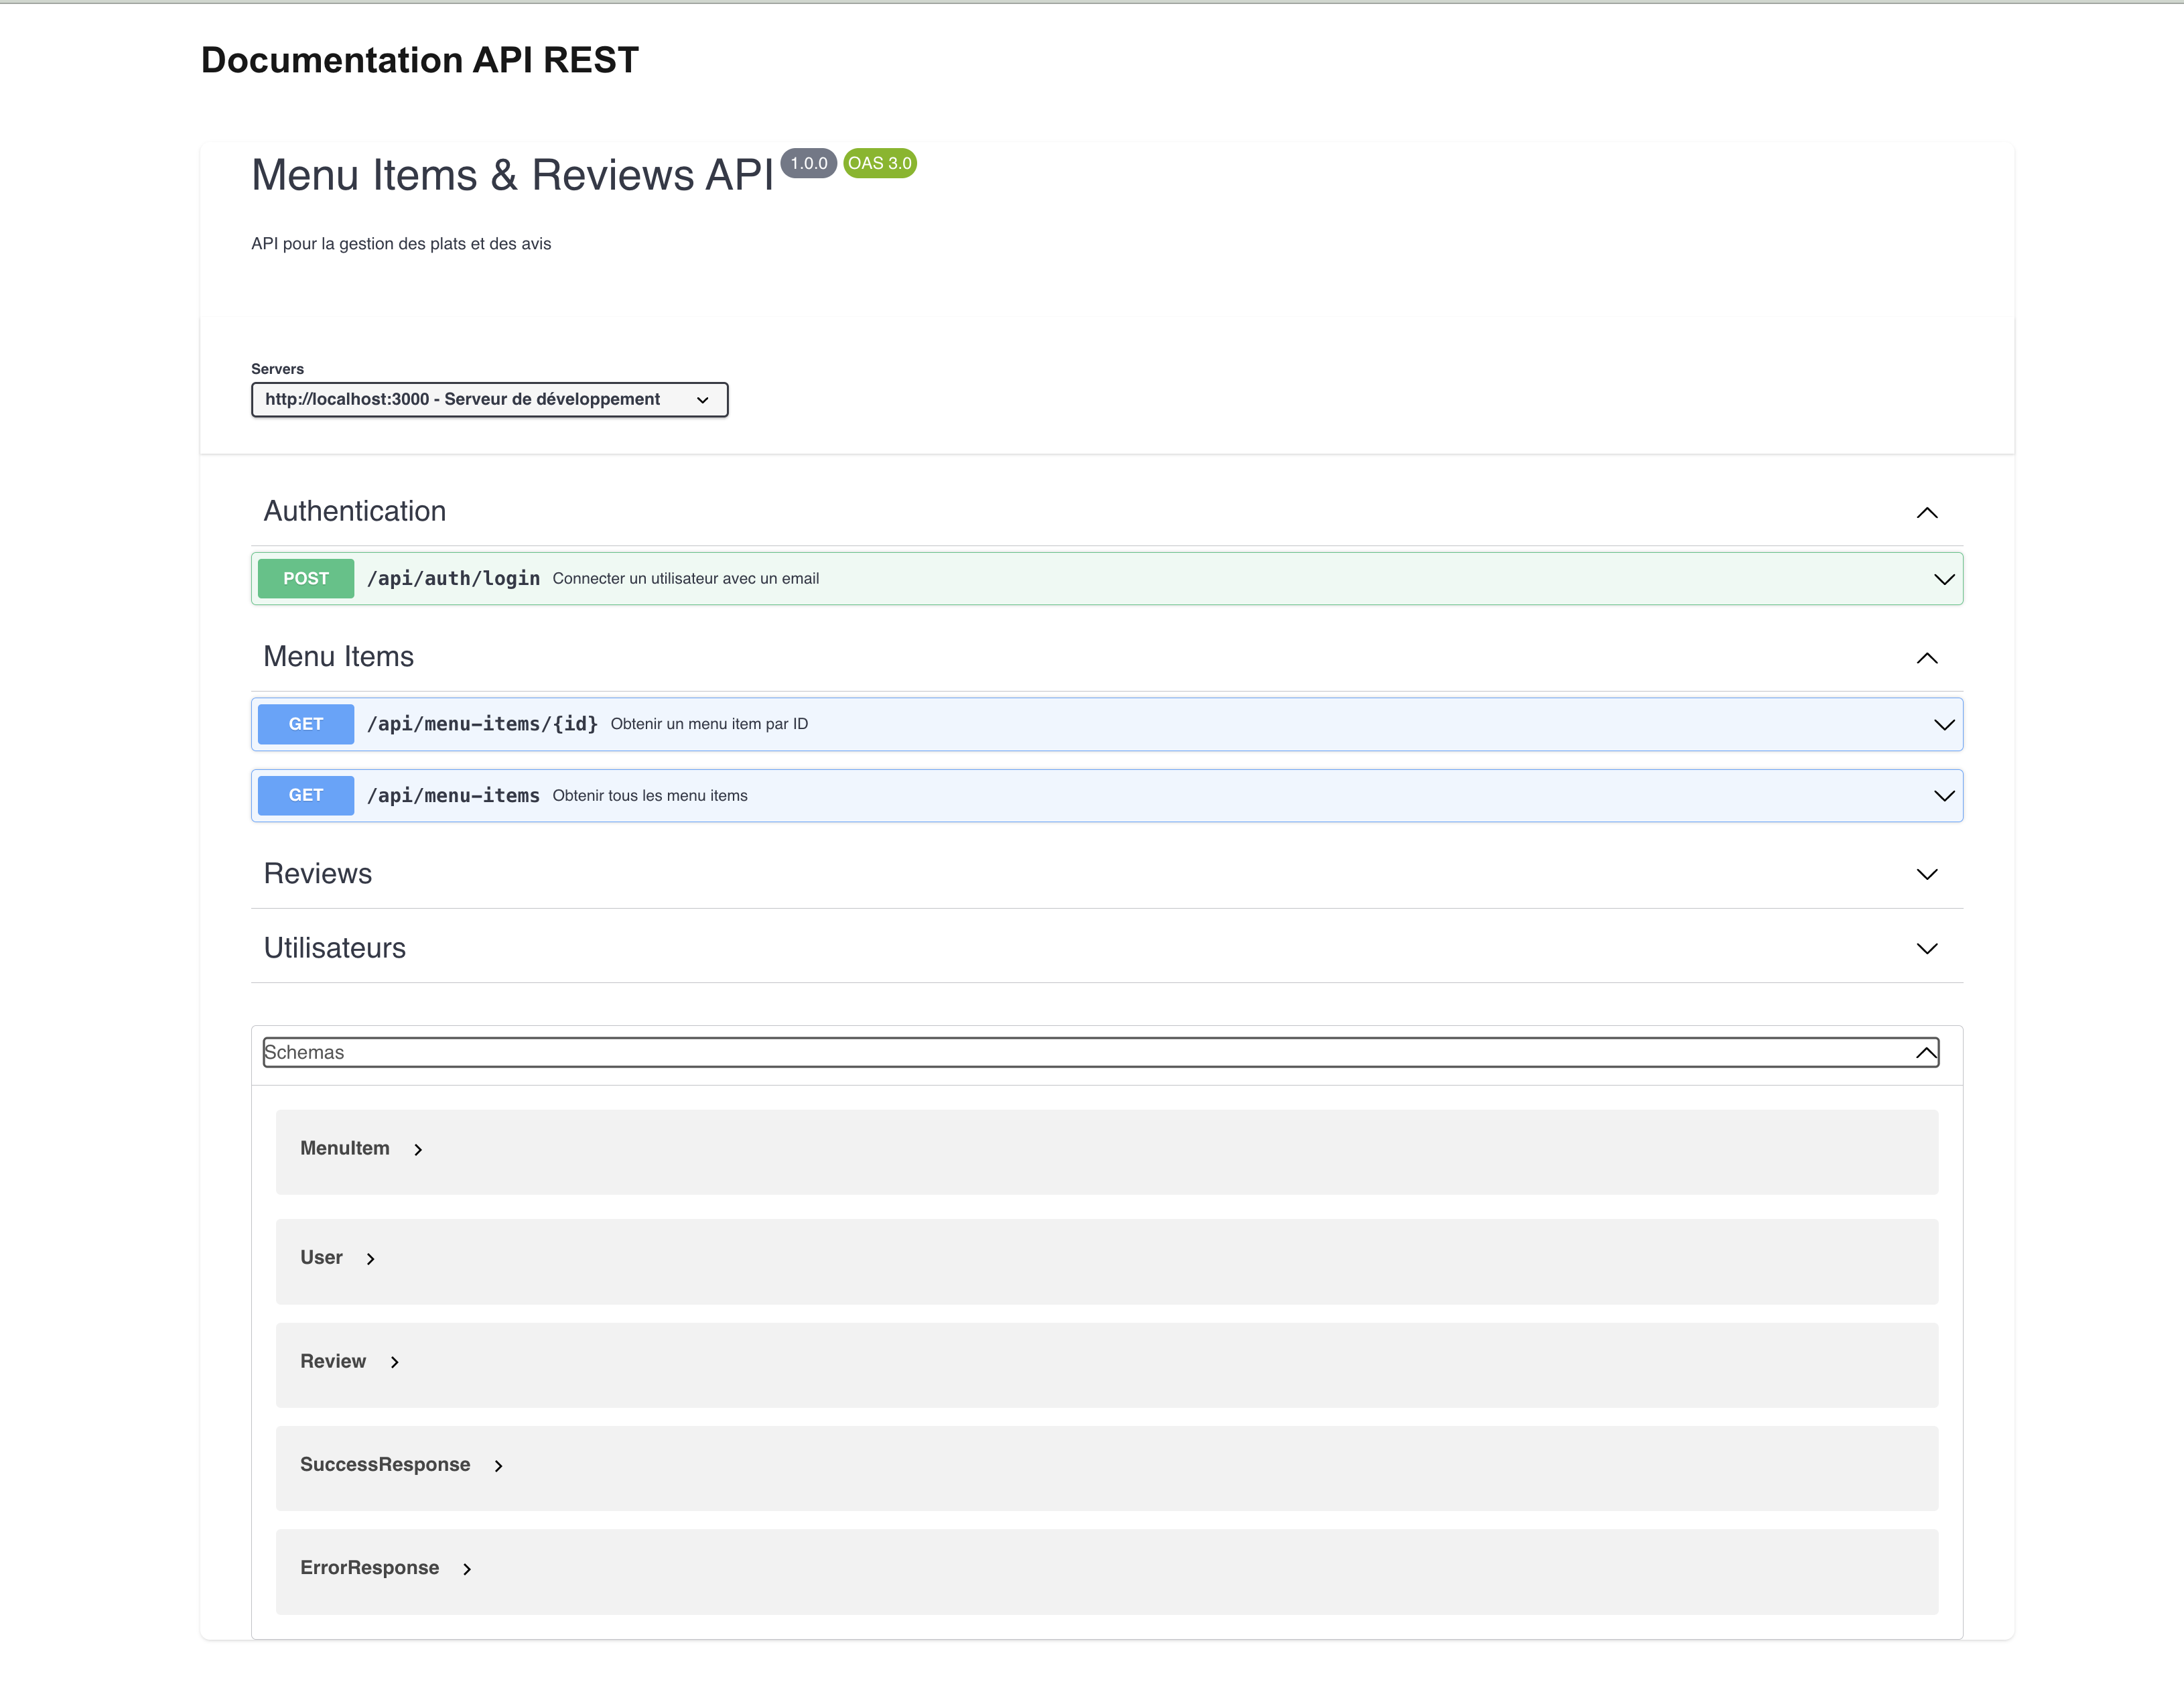 Documentation API REST
Menu Items & Reviews API 1.0.0 OAS 3.0
API pour la gestion des plats et des avis
Servers
http://localhost:3000 - Serveur de développement
Authentication
POST /api/auth/login Connecter un utilisateur avec un email
Menu Items
GET /api/menu-items/{id} Obtenir un menu item par ID
GET /api/menu-items Obtenir tous les menu items
Reviews
Utilisateurs
Schemas
MenuItem
User
Review
SuccessResponse
ErrorResponse